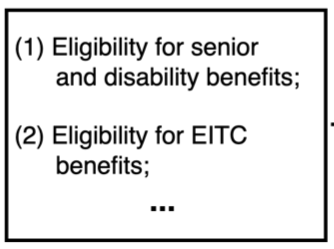 (1) Eligibility for senior
and disability benefits;
(2) Eligibility for EITC
benefits;
...